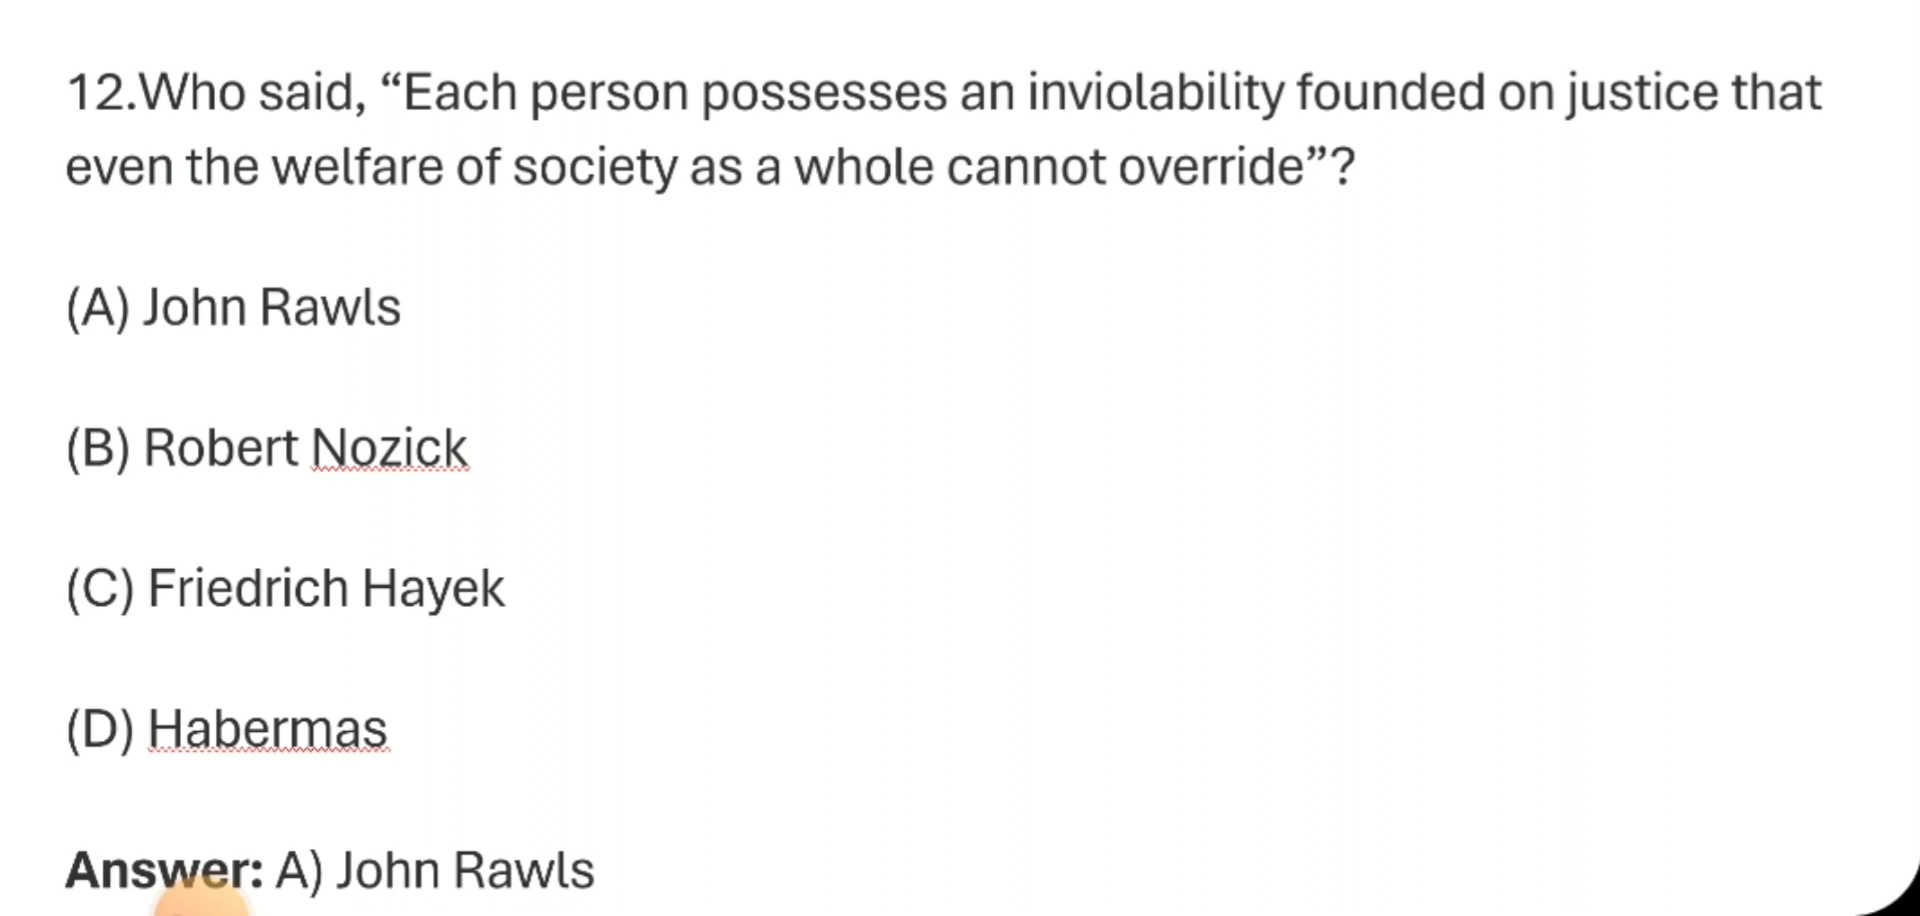 12.Who said, “Each person possesses an inviolability founded on justice that
even the welfare of society as a whole cannot override”?
(A) John Rawls
(B) Robert Nozick
(C) Friedrich Hayek
(D) Habermas
Answer: A) John Rawls